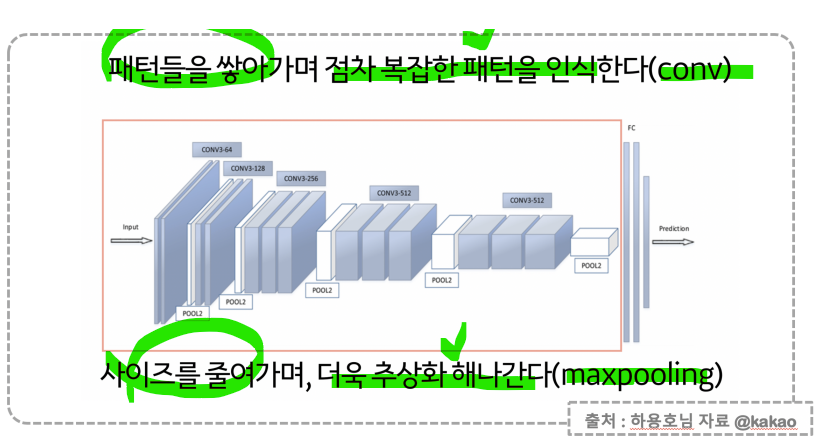 패턴들을 쌓아가며 점차 복잡한 패턴을 인식한다(conv)
FC
CONV3-64
CONV3-128
CONV3-256
CONV3-512
CONV3-512
Input
Prediction
POOL2
POOL2
POOL2
POOL2
POOL2
사이즈를 줄여가며, 더욱 추상화 해나간다(maxpooling)
출처 : 하용호님 자료 @kakao